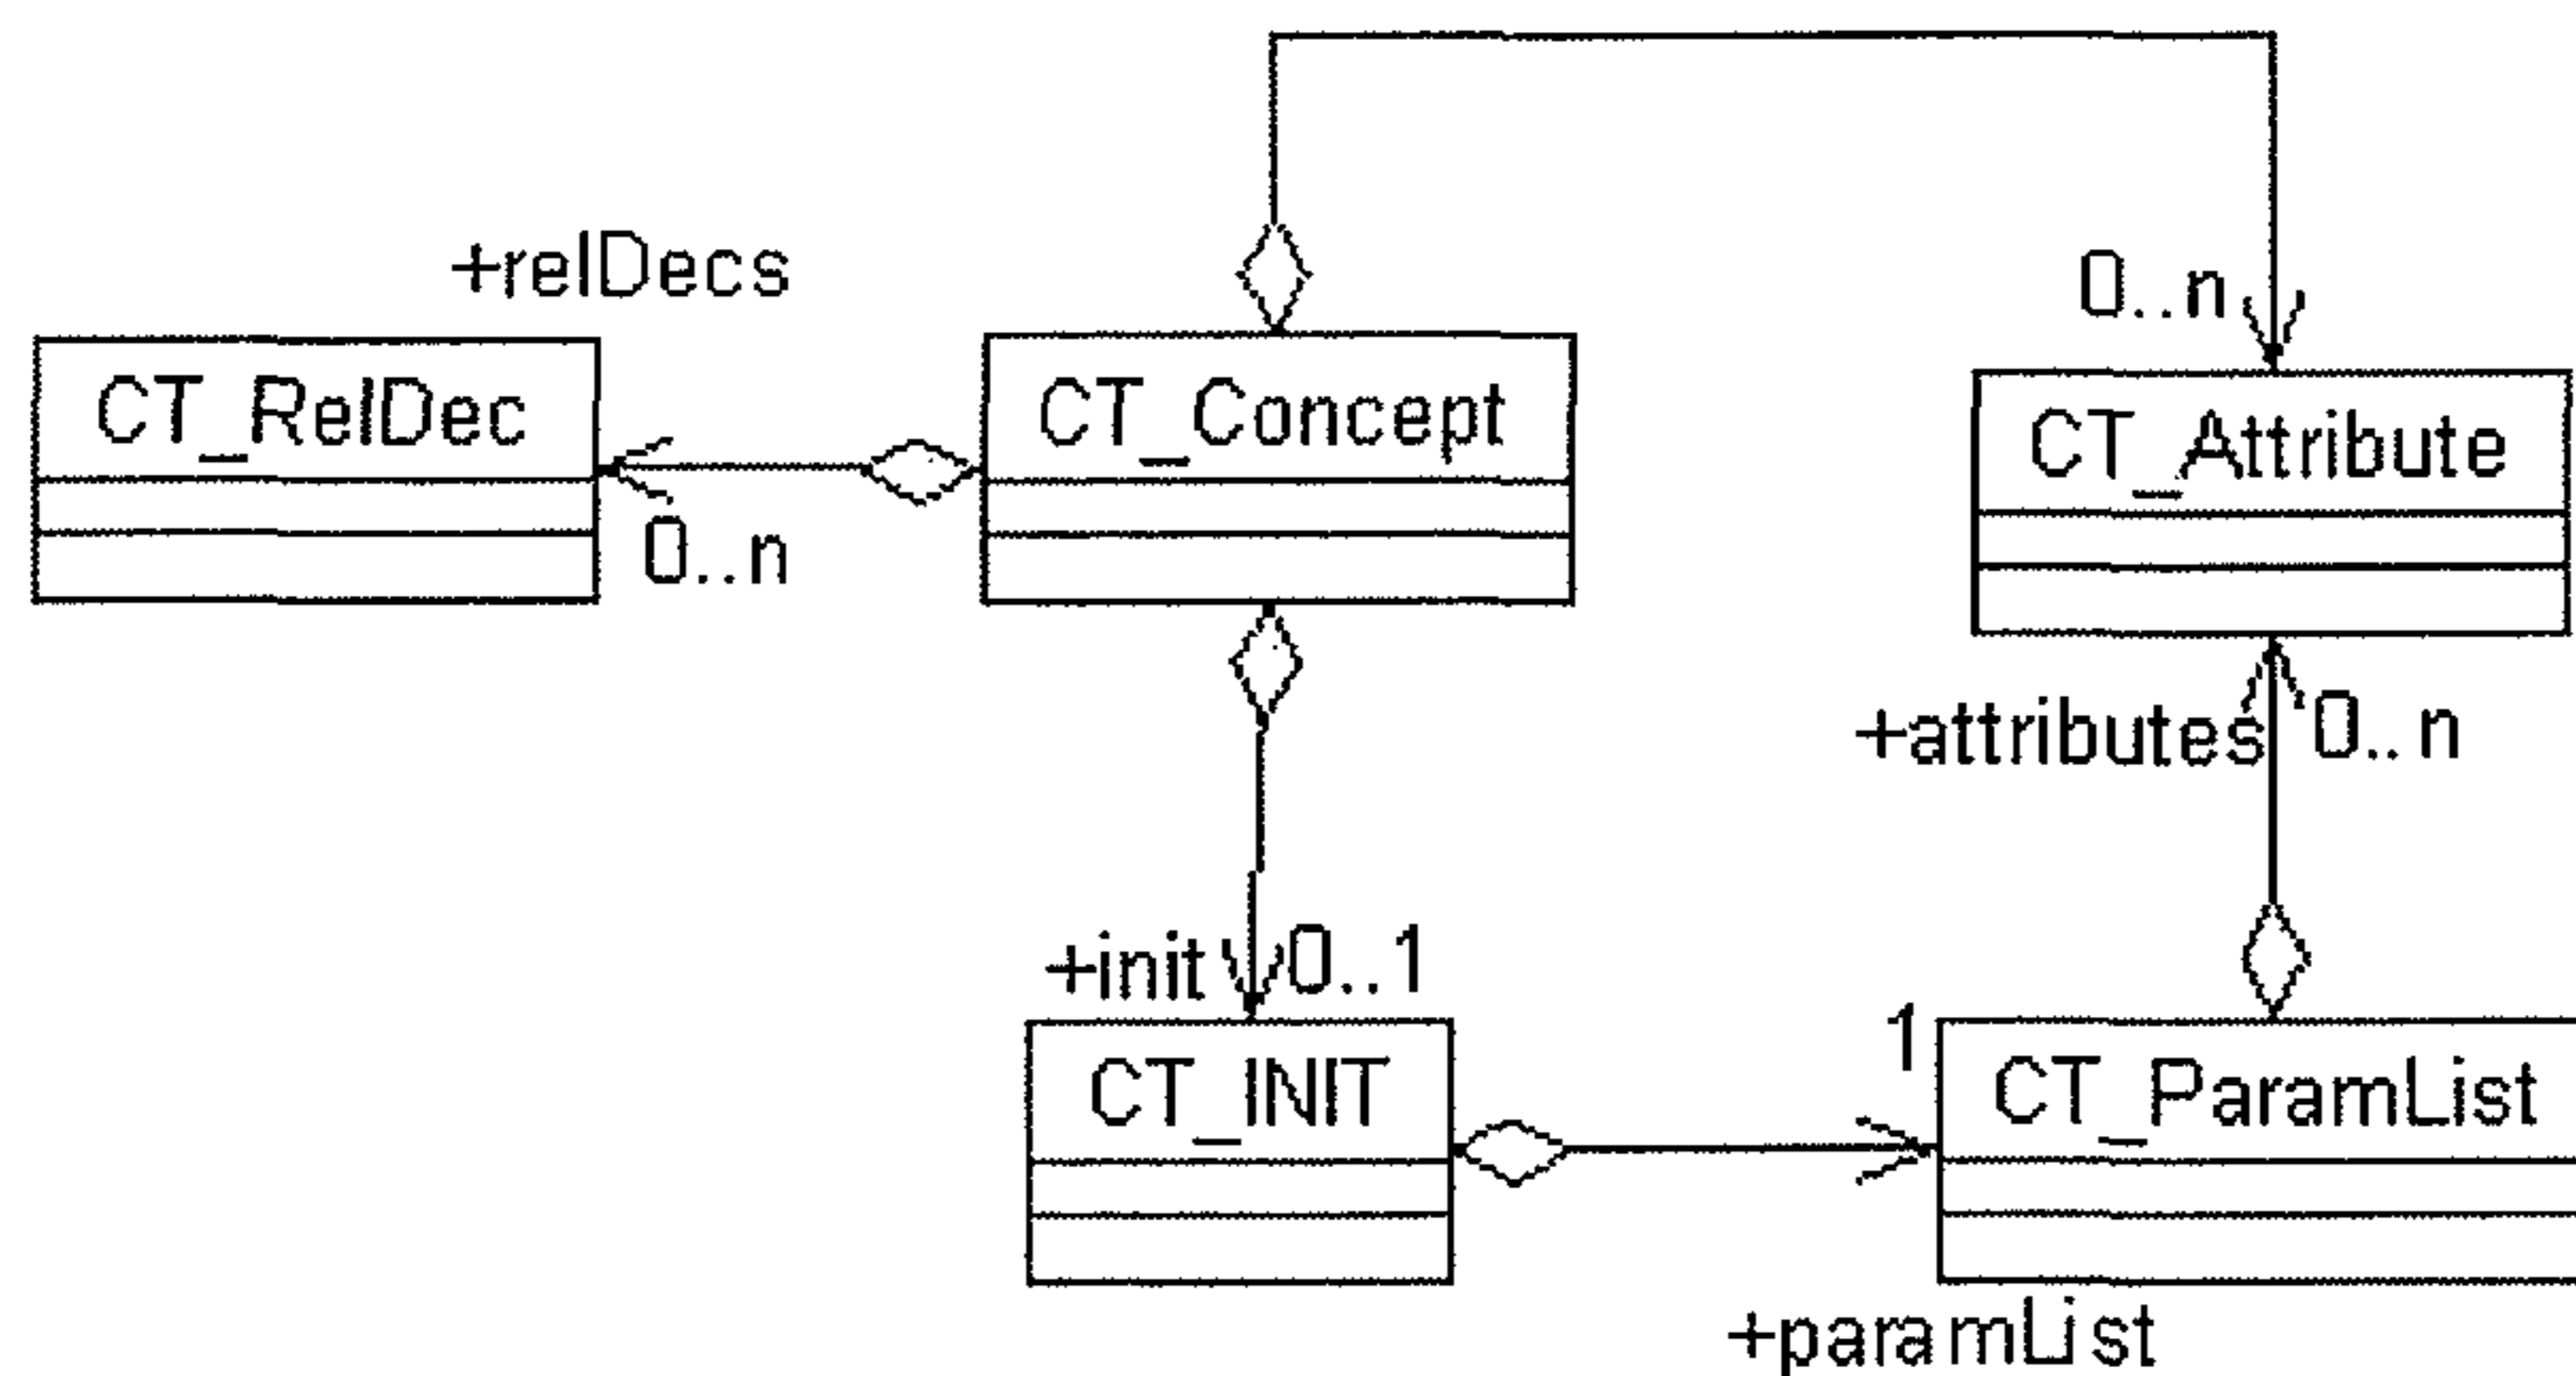 +relDecs
0..n
CT_RelDec
CT_Concept
CT_Attribute
0..n
+attributes
0..n
+init
0..1
1
CT_INIT
CT_ParamList
+paramList